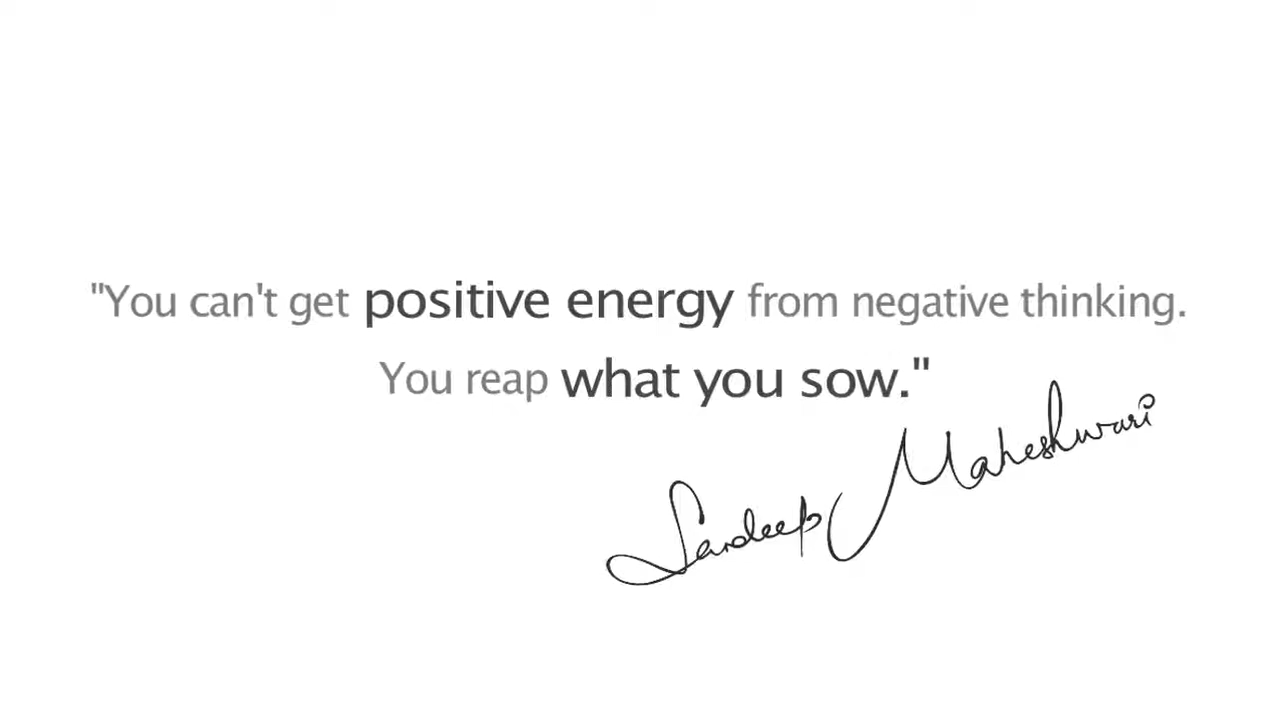 "You can't get positive energy from negative thinking.
You reap what you sow."
Sandeep Maheshwari